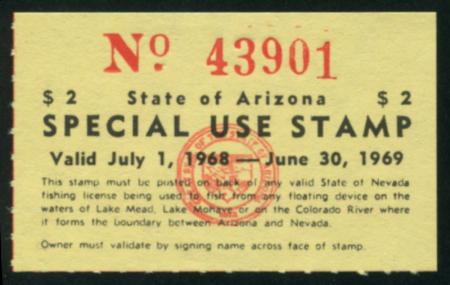 No 43901
$ 2 State of Arizona $ 2
SPECIAL USE STAMP
Valid July 1, 1968 — June 30, 1969
This stamp must be posted on back of any valid State of Nevada
fishing license being used to fish from any floating device on the
waters of Lake Mead, Lake Mohave or on the Colorado River where
it forms the boundary between Arizona and Nevada.
Owner must validate by signing name across face of stamp.